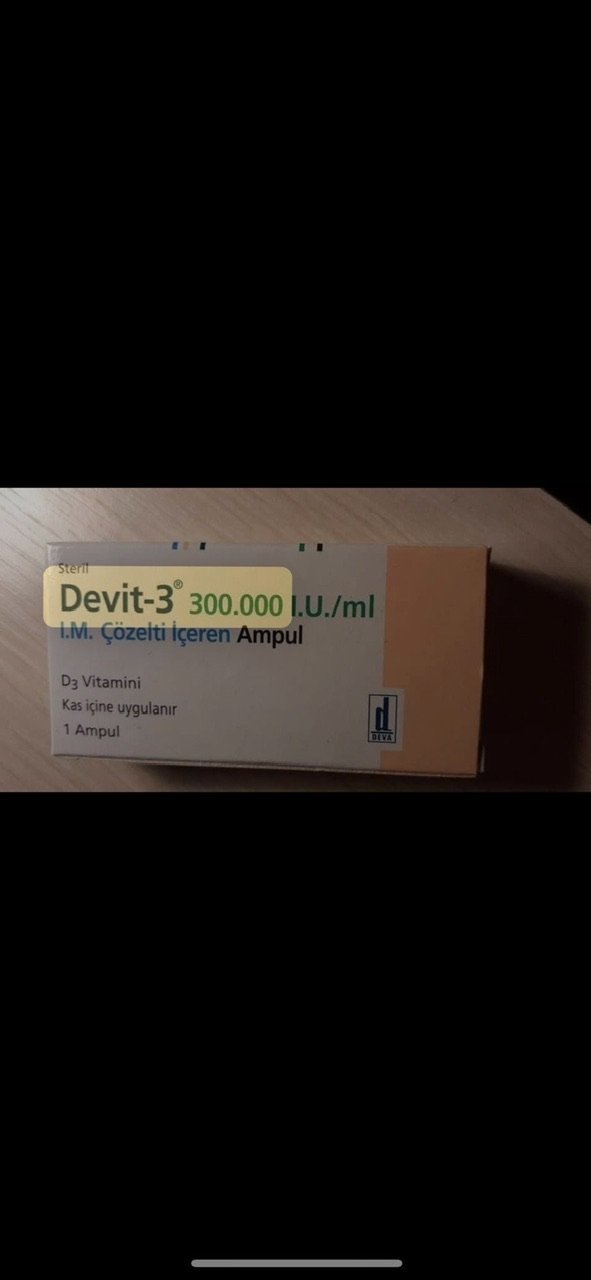 Steril
Devit-3® 300.000 I.U./ml
I.M. Çözelti İçeren Ampul
D3 Vitamini
Kas içine uygulanır
1 Ampul
d
DEVA